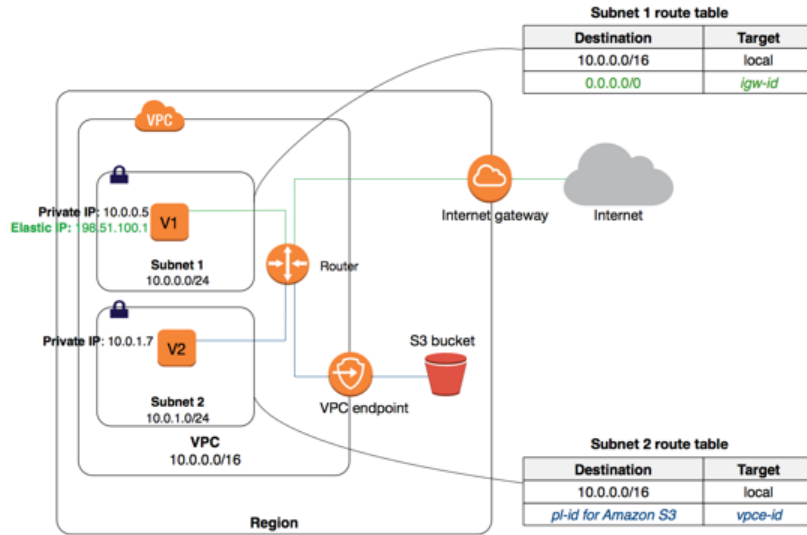 Subnet 1 route table
Destination Target
10.0.0.0/16 local
0.0.0.0/0 igw-id
VPC
Private IP: 10.0.0.5
Elastic IP: 198.51.100.1
V1
Subnet 1
10.0.0.0/24
Router
Internet gateway
Internet
Private IP: 10.0.1.7
V2
Subnet 2
10.0.1.0/24
VPC
10.0.0.0/16
VPC endpoint
S3 bucket
Region
Subnet 2 route table
Destination Target
10.0.0.0/16 local
pl-id for Amazon S3 vpce-id